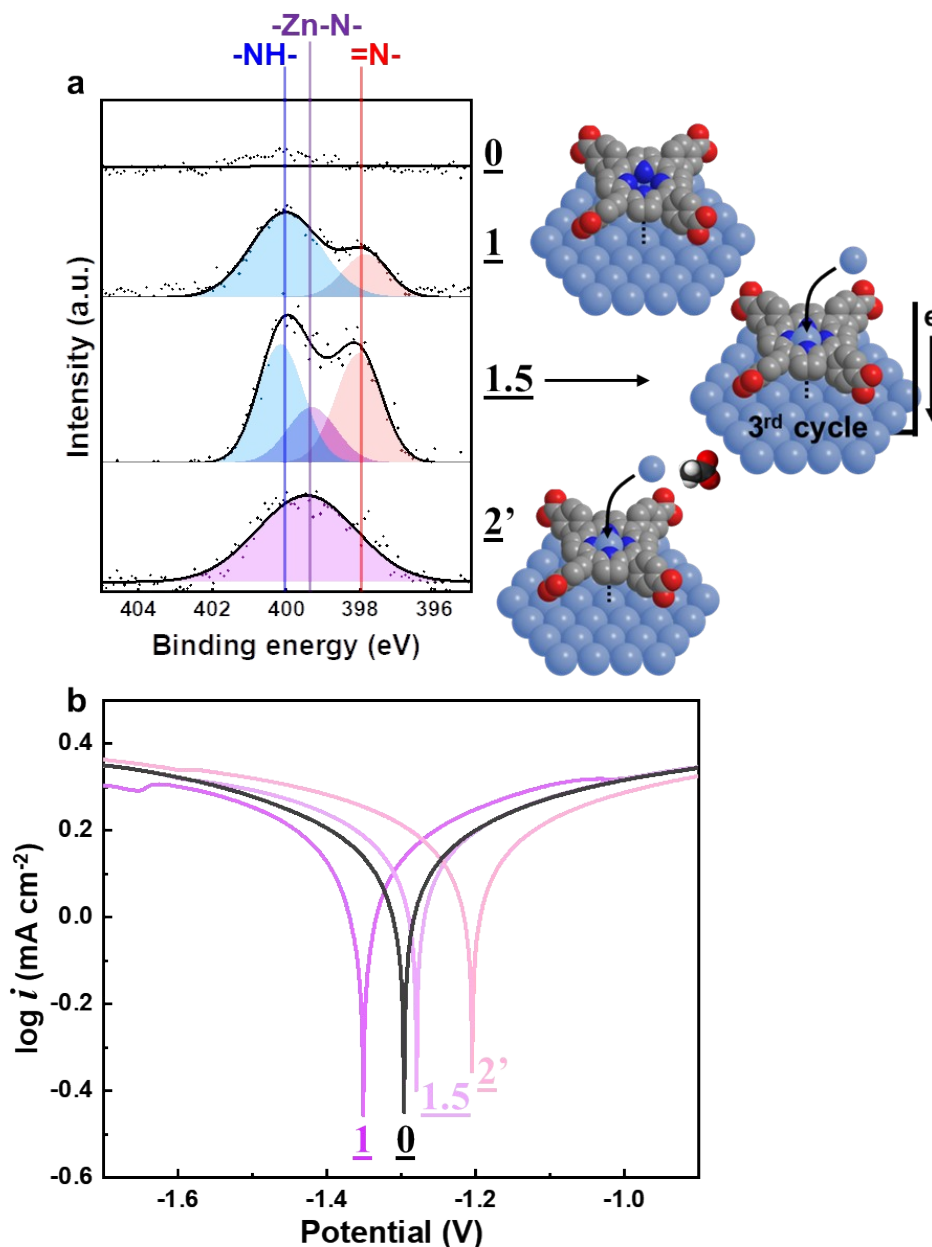 -Zn-N-
-NH-
=N-
a
0
1
1.5
2’
Intensity (a.u.)
404 402 400 398 396
Binding energy (eV)
3rd cycle
e
b
0.4
0.2
0.0
-0.2
-0.4
-0.6
log i (mA cm-2)
2’
1.5
1
0
-1.6 -1.4 -1.2 -1.0
Potential (V)